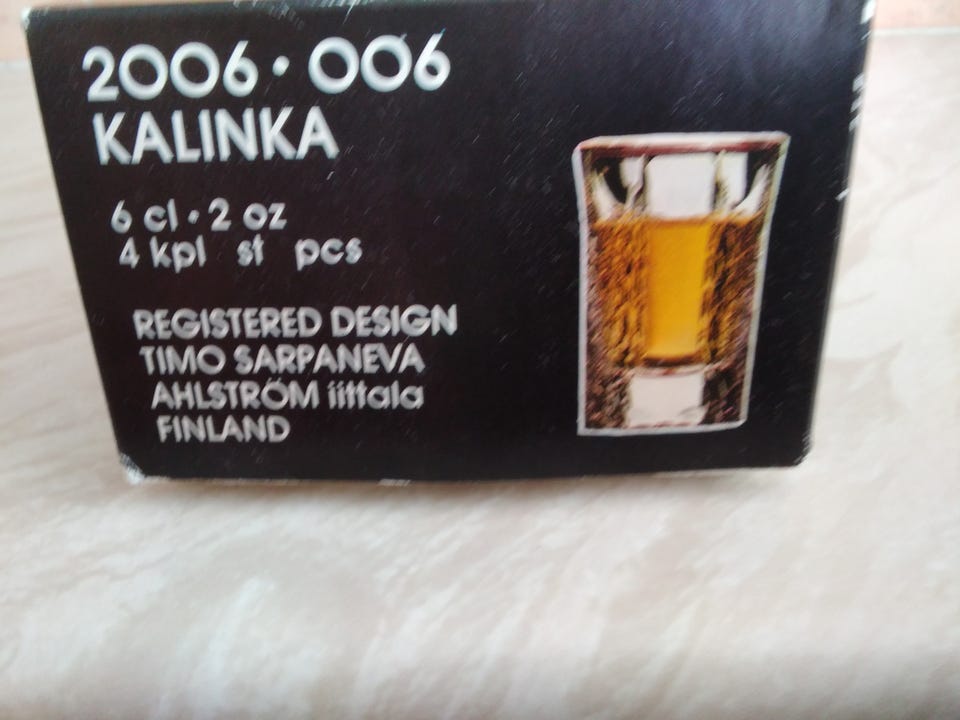 2006 • 006
KALINKA
6 cl • 2 oz
4 kpl st pcs
REGISTERED DESIGN
TIMO SARPANEVA
AHLSTRÖM iittala
FINLAND